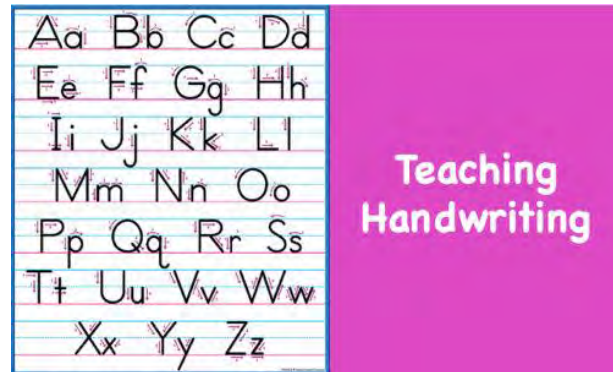 Aa Bb Cc Dd
Ee Ff Gg Hh
Ii Jj Kk Ll
Mm Nn Oo
Pp Qq Rr Ss
Tt Uu Vv Ww
Xx Yy Zz
Teaching
Handwriting